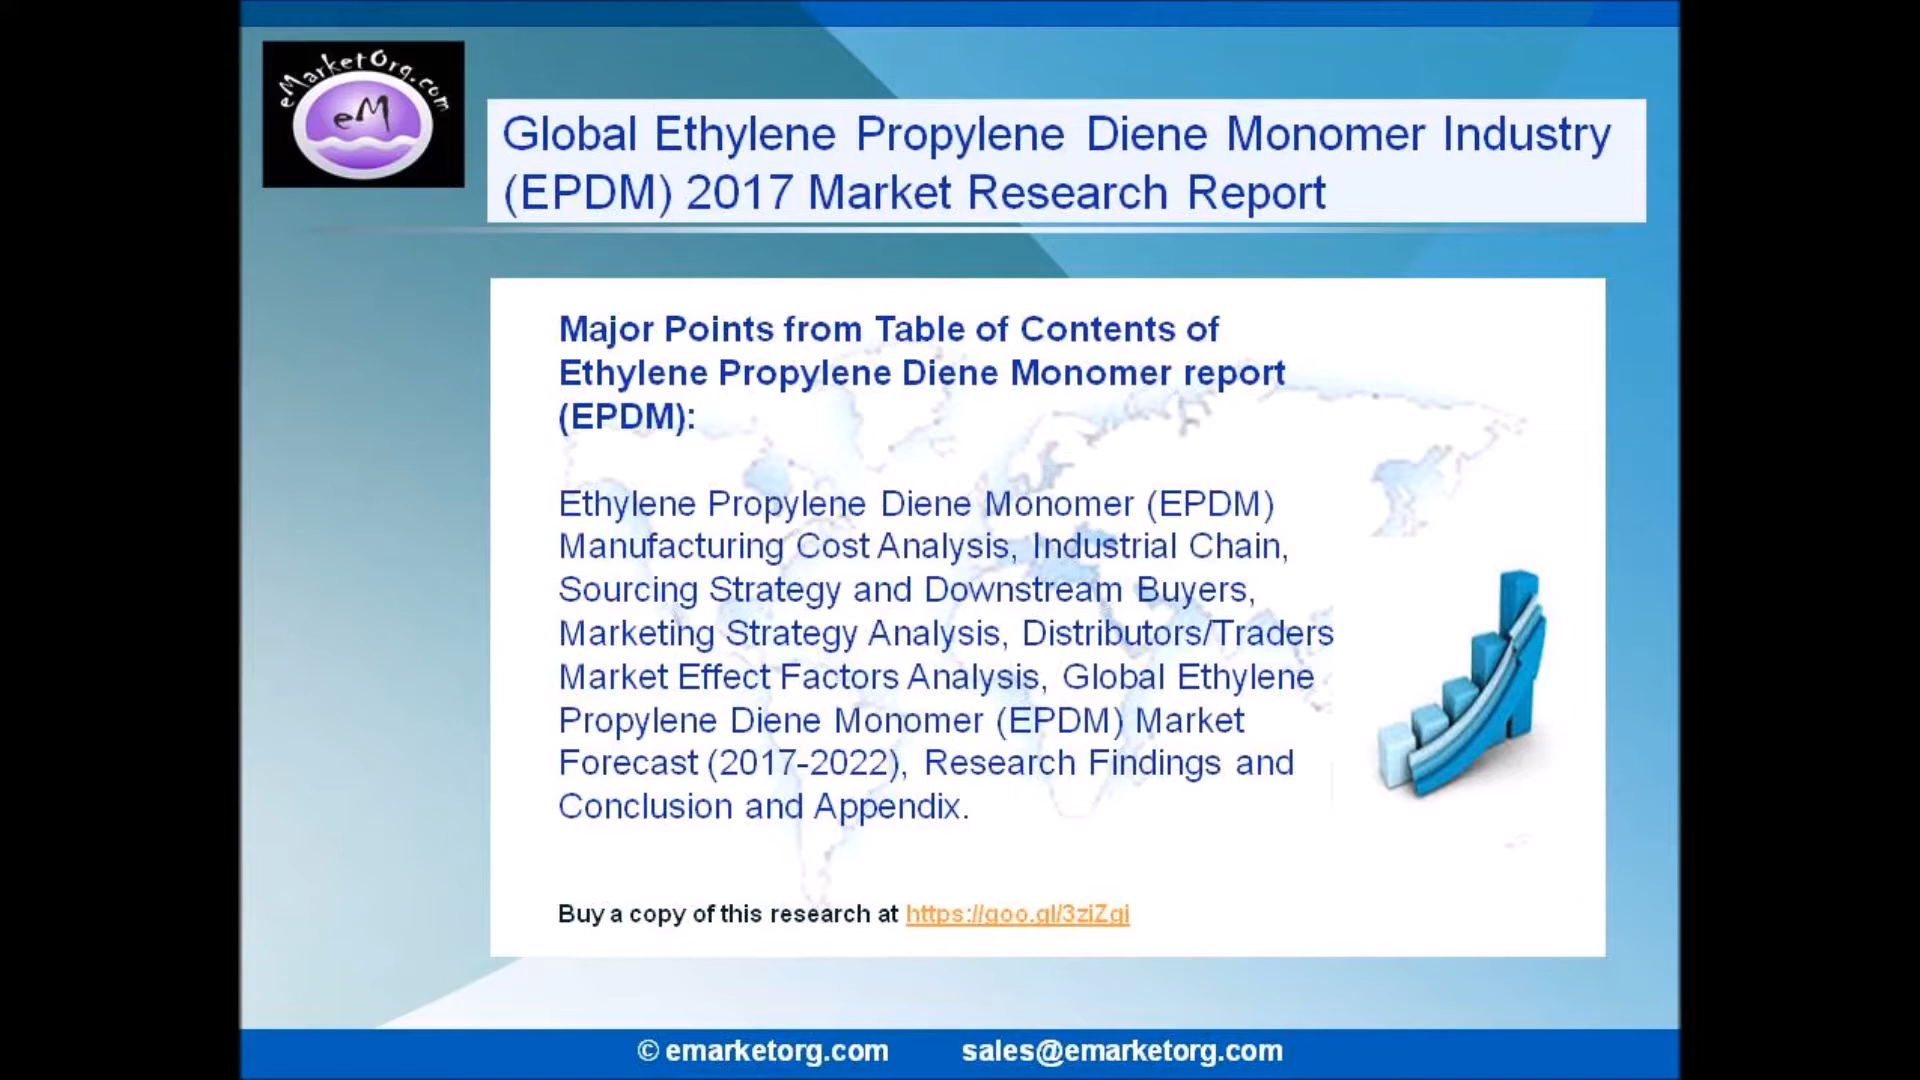 eMarketOrg.com
eM
Global Ethylene Propylene Diene Monomer Industry
(EPDM) 2017 Market Research Report
Major Points from Table of Contents of
Ethylene Propylene Diene Monomer report
(EPDM):
Ethylene Propylene Diene Monomer (EPDM)
Manufacturing Cost Analysis, Industrial Chain,
Sourcing Strategy and Downstream Buyers,
Marketing Strategy Analysis, Distributors/Traders
Market Effect Factors Analysis, Global Ethylene
Propylene Diene Monomer (EPDM) Market
Forecast (2017-2022), Research Findings and
Conclusion and Appendix.
Buy a copy of this research at https://goo.gl/3ziZgi
© emarketorg.com sales@emarketorg.com